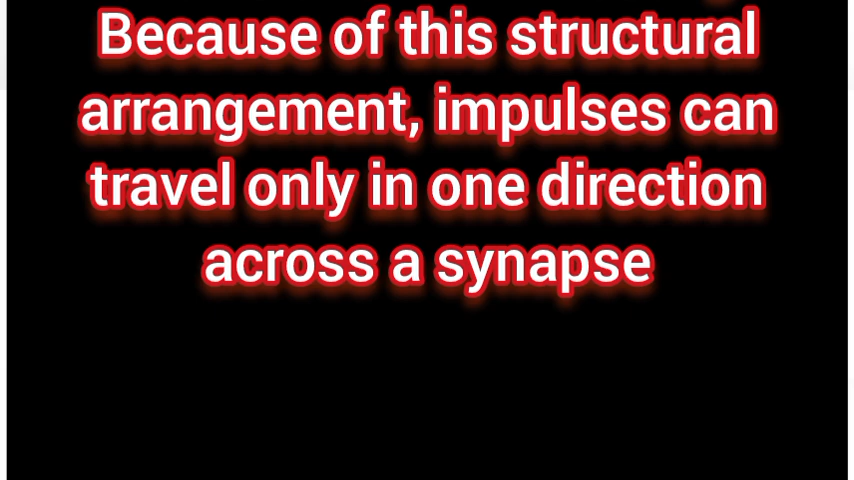 Because of this structural
arrangement, impulses can
travel only in one direction
across a synapse